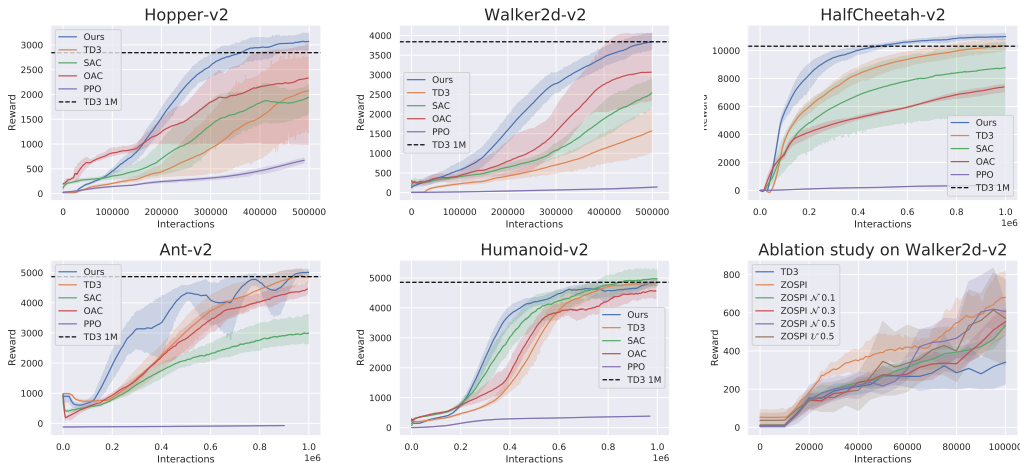 Hopper-v2
Reward
3000
2500
2000
1500
1000
500
0
Ours
TD3
SAC
OAC
PPO
TD3 1M
0 100000 200000 300000 400000 500000
Interactions
Walker2d-v2
Reward
4000
3500
3000
2500
2000
1500
1000
500
0
Ours
TD3
SAC
OAC
PPO
TD3 1M
0 100000 200000 300000 400000 500000
Interactions
HalfCheetah-v2
Reward
10000
8000
6000
4000
2000
0
Ours
TD3
SAC
OAC
PPO
TD3 1M
0.0 0.2 0.4 0.6 0.8 1.0
Interactions
1e6
Ant-v2
Reward
5000
4000
3000
2000
1000
0
Ours
TD3
SAC
OAC
PPO
TD3 1M
0.0 0.2 0.4 0.6 0.8 1.0
Interactions
1e6
Humanoid-v2
Reward
5000
4000
3000
2000
1000
0
Ours
TD3
SAC
OAC
PPO
TD3 1M
0.0 0.2 0.4 0.6 0.8 1.0
Interactions
1e6
Ablation study on Walker2d-v2
Reward
800
600
400
200
0
TD3
ZOSPI
ZOSPI 𝒩 0.1
ZOSPI 𝒩 0.3
ZOSPI 𝒩 0.5
ZOSPI 𝒰 0.5
0 20000 40000 60000 80000 100000
Interactions